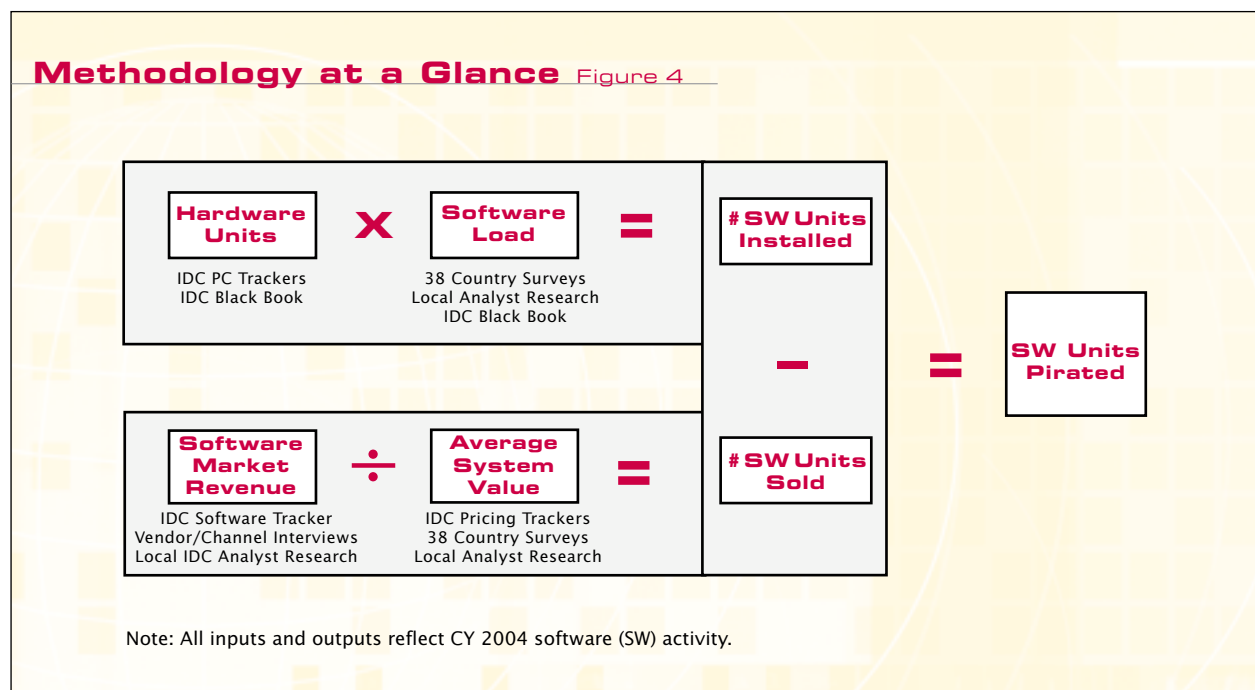 Methodology at a Glance Figure 4
Hardware
Units
x
Software
Load
=
#SW Units
Installed
IDC PC Trackers
IDC Black Book
38 Country Surveys
Local Analyst Research
IDC Black Book
–
=
SW Units
Pirated
Software
Market
Revenue
÷
Average
System
Value
=
#SW Units
Sold
IDC Software Tracker
Vendor/Channel Interviews
Local IDC Analyst Research
IDC Pricing Trackers
38 Country Surveys
Local Analyst Research
Note: All inputs and outputs reflect CY 2004 software (SW) activity.